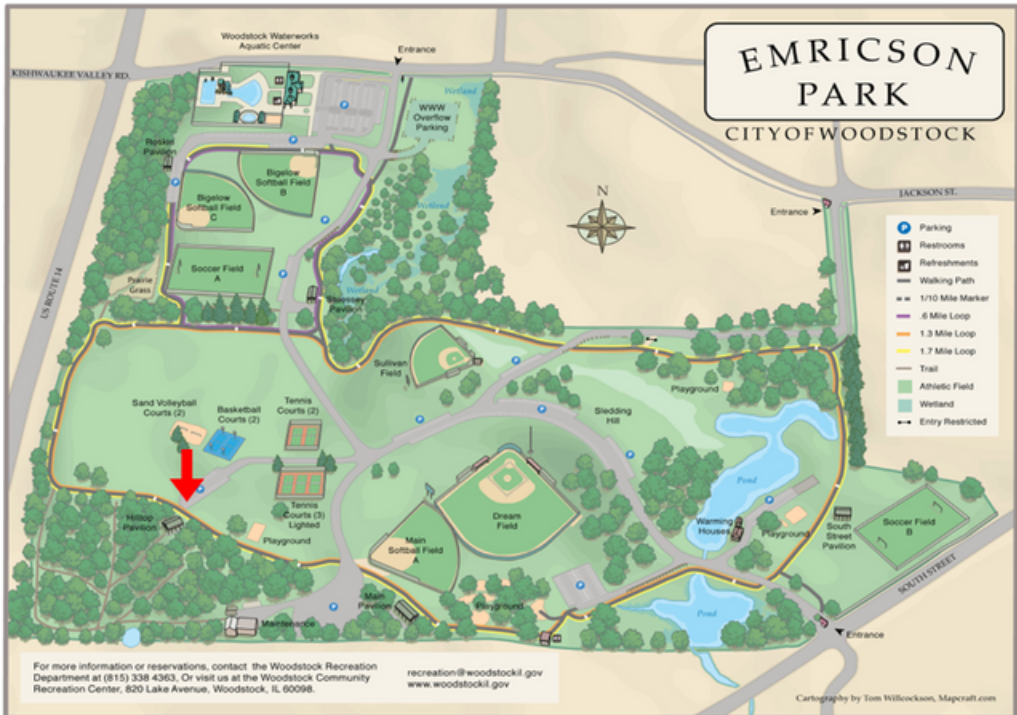 EMRICSON
PARK
CITY OF WOODSTOCK
Woodstock Waterworks
Aquatic Center
Entrance
KISHWAUKEE VALLEY RD.
P
WWW
Overflow
Parking
Wetland
Roskie
Pavilion
P
P
Bigelow
Softball Field
B
Bigelow
Softball Field
C
P
Wetland
JACKSON ST.
Entrance
N
US ROUTE 14
Soccer Field
A
P
Prairie
Grass
Stoessey
Pavilion
Wetland
P Parking
Restrooms
Refreshments
Walking Path
1/10 Mile Marker
.6 Mile Loop
1.3 Mile Loop
1.7 Mile Loop
Trail
Athletic Field
Wetland
Entry Restricted
Sullivan
Field
P
Playground
Sand Volleyball
Courts (2)
Basketball
Courts (2)
Tennis
Courts (2)
P
P
Sledding
Hill
P
Pond
P
Hilltop
Pavilion
Tennis
Courts (3)
Lighted
Playground
Dream
Field
Main
Softball Field
A
Warming
Houses
P
Playground
South
Street
Pavilion
Soccer Field
B
SOUTH STREET
Maintenance
P
Main
Pavilion
Playground
P
Pond
Entrance
For more information or reservations, contact the Woodstock Recreation
Department at (815) 338 4363, Or visit us at the Woodstock Community
Recreation Center, 820 Lake Avenue, Woodstock, IL 60098.
recreation@woodstockil.gov
www.woodstockil.gov
Cartography by Tom Willcockson, Mapcraft.com